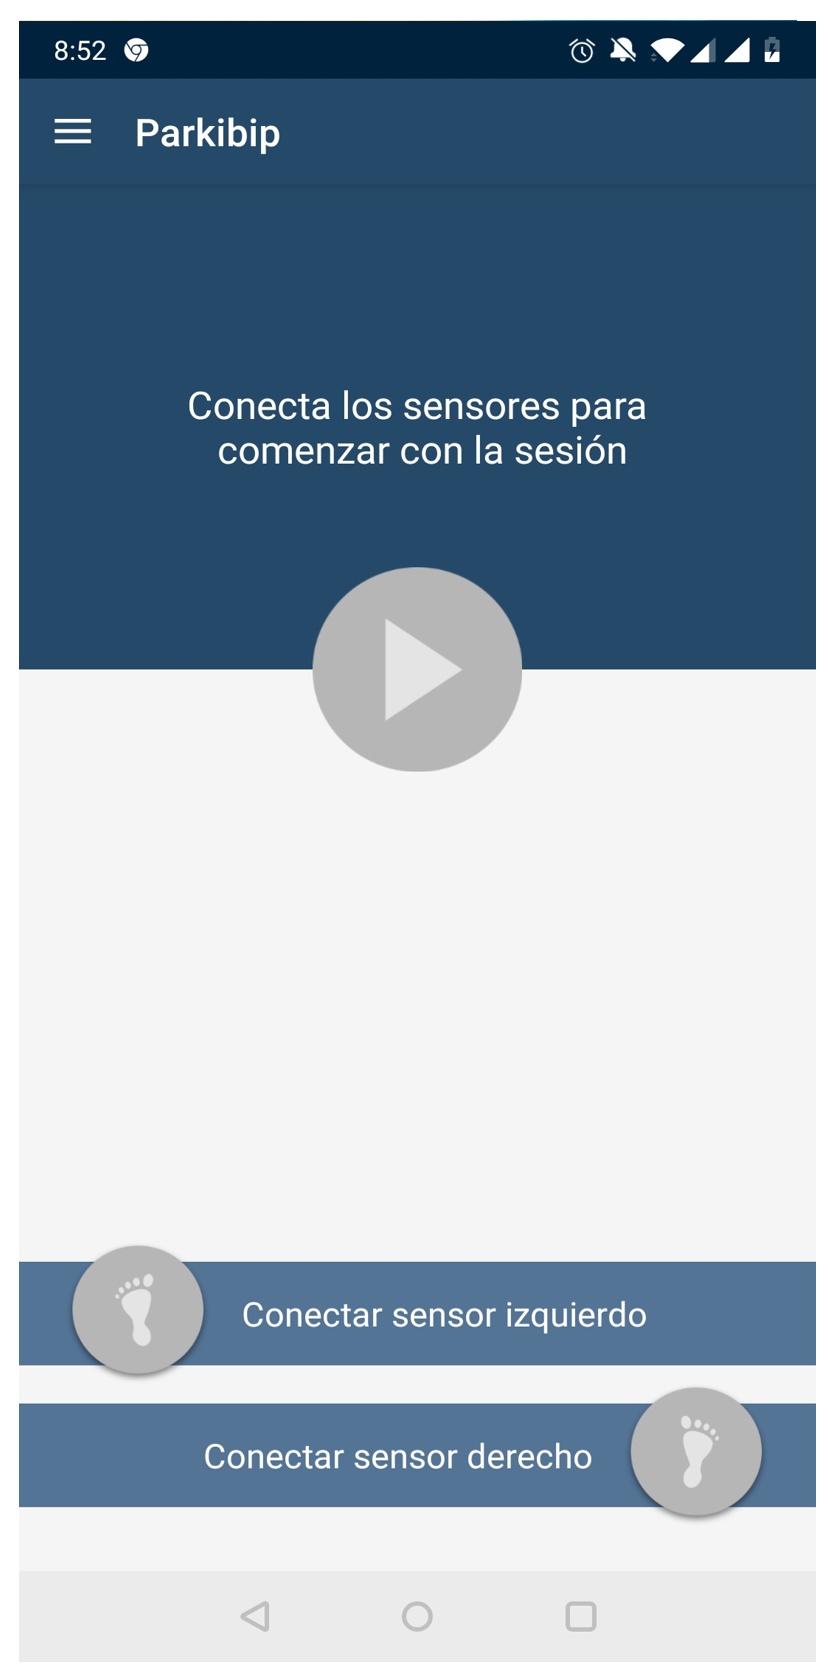 8:52
Parkibip
Conecta los sensores para
comenzar con la sesión
Conectar sensor izquierdo
Conectar sensor derecho